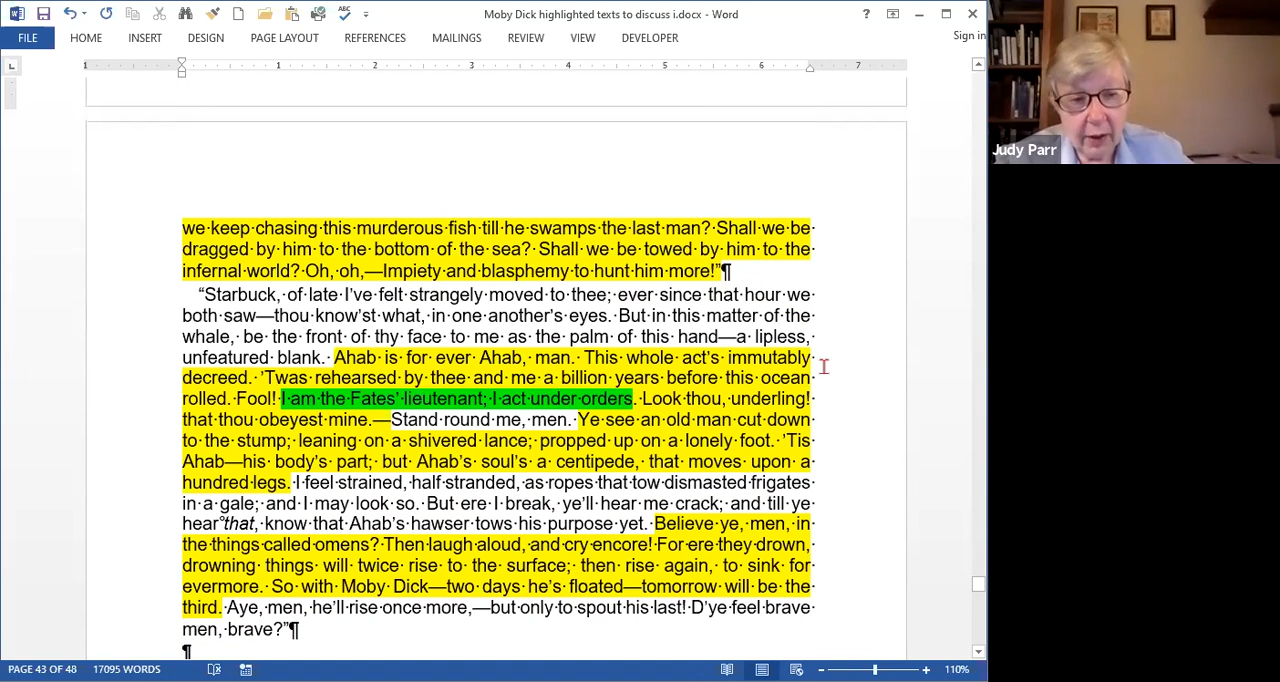 Moby Dick highlighted texts to discuss i.docx - Word
FILE HOME INSERT DESIGN PAGE LAYOUT REFERENCES MAILINGS REVIEW VIEW DEVELOPER Sign in
1 1 2 3 4 5 6 7
Judy Parr
we·keep·chasing·this·murderous·fish·till·he·swamps·the·last·man?·Shall·we·be·
dragged·by·him·to·the·bottom·of·the·sea?·Shall·we·be·towed·by·him·to·the·
infernal·world?·Oh,·oh,—Impiety·and·blasphemy·to·hunt·him·more!”¶
“Starbuck,·of·late·I’ve·felt·strangely·moved·to·thee;·ever·since·that·hour·we·
both·saw—thou·know’st·what,·in·one·another’s·eyes.·But·in·this·matter·of·the·
whale,·be·the·front·of·thy·face·to·me·as·the·palm·of·this·hand—a·lipless,·
unfeatured·blank.··Ahab·is·for·ever·Ahab,·man.··This·whole·act’s·immutably·
decreed.·’Twas·rehearsed·by·thee·and·me·a·billion·years·before·this·ocean·
rolled.·Fool!·I·am·the·Fates’·lieutenant;·I·act·under·orders.·Look·thou,·underling!·
that·thou·obeyest·mine.—Stand·round·me,·men.·Ye·see·an·old·man·cut·down·
to·the·stump;·leaning·on·a·shivered·lance;·propped·up·on·a·lonely·foot.·’Tis·
Ahab—his·body’s·part;·but·Ahab’s·soul’s·a·centipede,·that·moves·upon·a·
hundred·legs.·I·feel·strained,·half·stranded,·as·ropes·that·tow·dismasted·frigates·
in·a·gale;·and·I·may·look·so.·But·ere·I·break,·ye’ll·hear·me·crack;·and·till·ye·
hear°that,·know·that·Ahab’s·hawser·tows·his·purpose·yet.·Believe·ye,·men,·in·
the·things·called·omens?·Then·laugh·aloud,·and·cry·encore!·For·ere·they·drown,·
drowning·things·will·twice·rise·to·the·surface;·then·rise·again,·to·sink·for·
evermore.·So·with·Moby·Dick—two·days·he’s·floated—tomorrow·will·be·the·
third.·Aye,·men,·he’ll·rise·once·more,—but·only·to·spout·his·last!·D’ye·feel·brave·
men,·brave?”¶
¶
PAGE 43 OF 48 17095 WORDS 110%